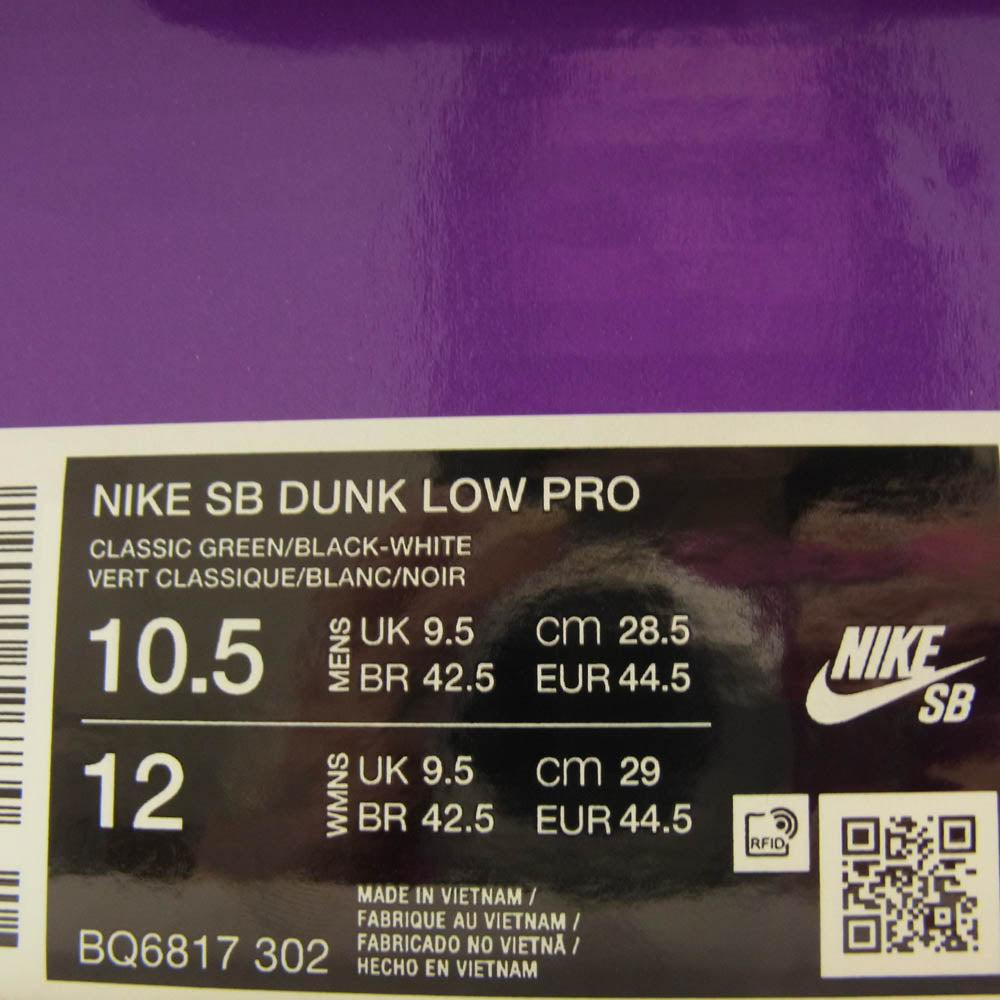 NIKE SB DUNK LOW PRO
CLASSIC GREEN/BLACK-WHITE
VERT CLASSIQUE/BLANC/NOIR
10.5 MENS UK 9.5 cm 28.5
BR 42.5 EUR 44.5
12 WMNS UK 9.5 cm 29
BR 42.5 EUR 44.5
NIKE
SB
RFID
BQ6817 302
MADE IN VIETNAM /
FABRIQUE AU VIETNAM /
FABRICADO NO VIETNÃ /
HECHO EN VIETNAM